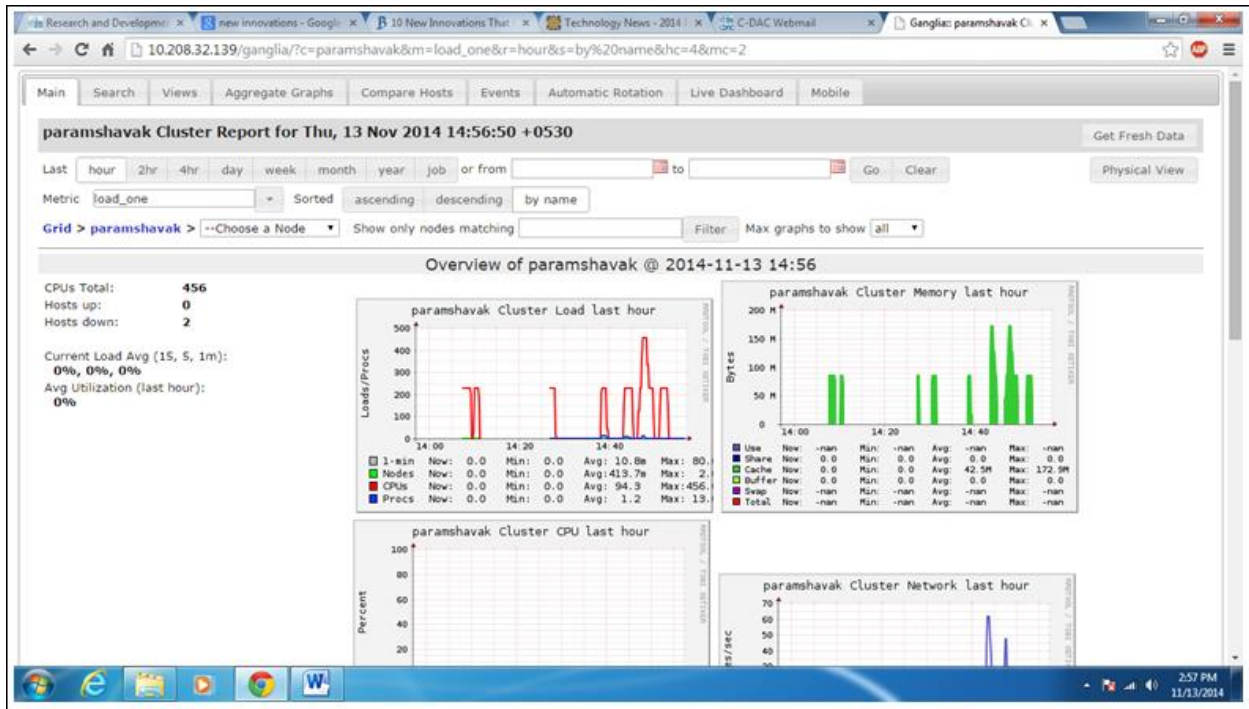 Research and Developmen
new innovations - Google
10 New Innovations That
Technology News - 2014
C-DAC Webmail
Ganglia: paramshavak Cl
10.208.32.139/ganglia/?c=paramshavak&m=load_one&r=hour&s=by%20name&hc=4&mc=2
Main Search Views Aggregate Graphs Compare Hosts Events Automatic Rotation Live Dashboard Mobile
paramshavak Cluster Report for Thu, 13 Nov 2014 14:56:50 +0530
Get Fresh Data
Last hour 2hr 4hr day week month year job or from to Go Clear
Physical View
Metric load_one Sorted ascending descending by name
Grid > paramshavak > --Choose a Node Show only nodes matching Filter Max graphs to show all
Overview of paramshavak @ 2014-11-13 14:56
CPUs Total: 456
Hosts up: 0
Hosts down: 2
Current Load Avg (15, 5, 1m):
0%, 0%, 0%
Avg Utilization (last hour):
0%
paramshavak Cluster Load last hour
Loads/Procs
500
400
300
200
100
0
14:00 14:20 14:40
1-min Now: 0.0 Min: 0.0 Avg: 10.8m Max: 80.
Nodes Now: 0.0 Min: 0.0 Avg:413.7m Max: 2.
CPUs Now: 0.0 Min: 0.0 Avg: 94.3 Max:456.
Procs Now: 0.0 Min: 0.0 Avg: 1.2 Max: 13.
RRDTOOL / TOBI OETIKER
paramshavak Cluster Memory last hour
Bytes
200 M
150 M
100 M
50 M
0
14:00 14:20 14:40
Use Now: -nan Min: -nan Avg: -nan Max: -nan
Share Now: 0.0 Min: 0.0 Avg: 0.0 Max: 0.0
Cache Now: 0.0 Min: 0.0 Avg: 42.5M Max: 172.9M
Buffer Now: 0.0 Min: 0.0 Avg: 0.0 Max: 0.0
Swap Now: -nan Min: -nan Avg: -nan Max: -nan
Total Now: -nan Min: -nan Avg: -nan Max: -nan
RRDTOOL / TOBI OETIKER
paramshavak Cluster CPU last hour
Percent
100
80
60
40
20
RRDTOOL / TOBI OETIKER
paramshavak Cluster Network last hour
70
60
50
40
2:57 PM
11/13/2014